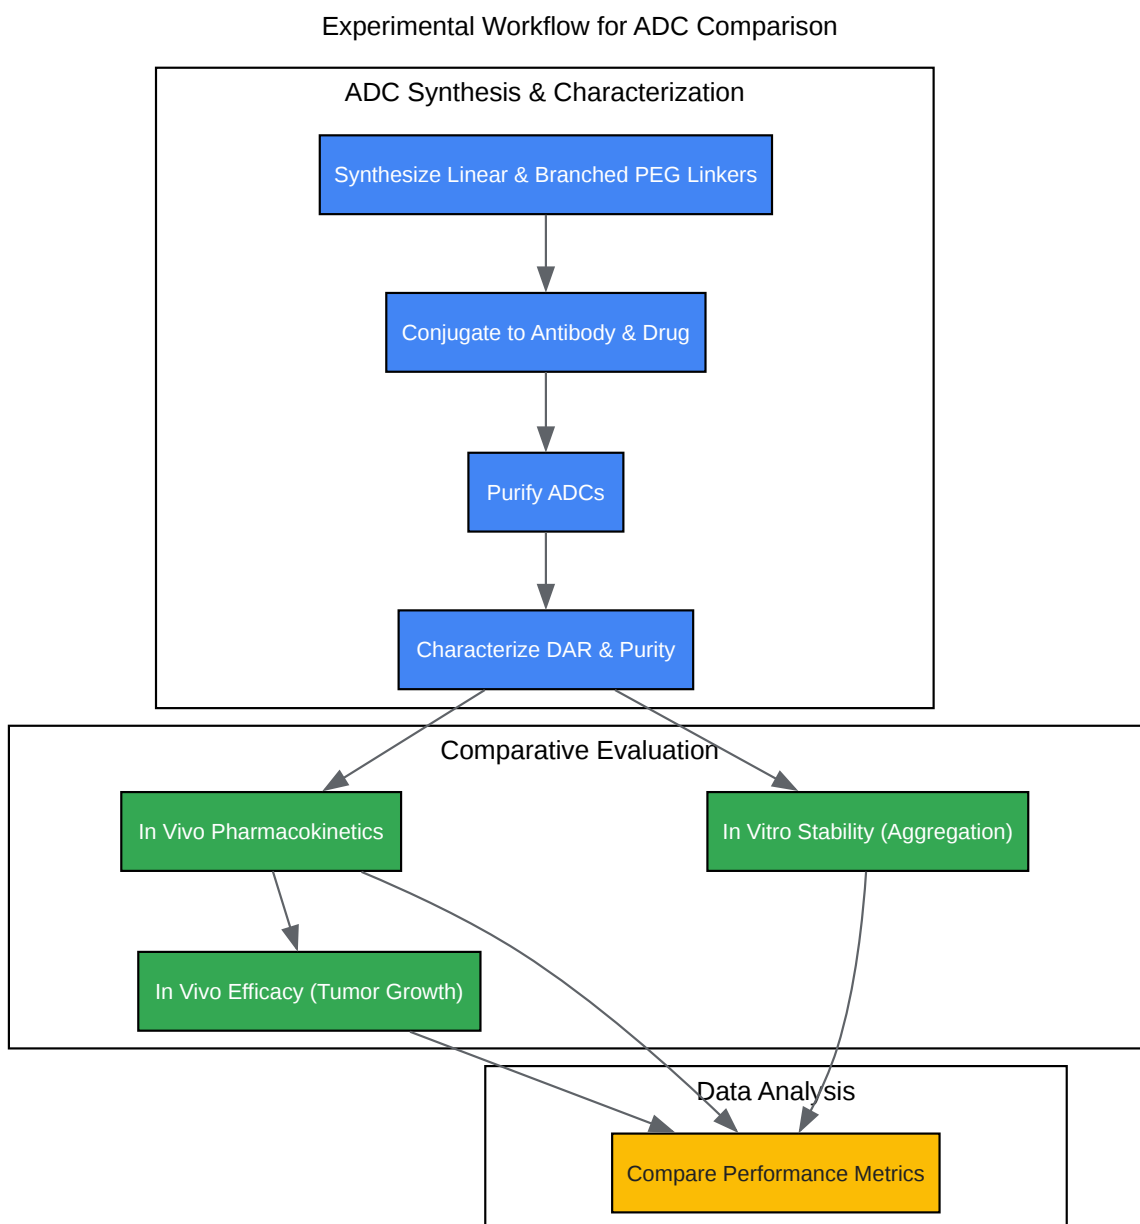 Experimental Workflow for ADC Comparison
ADC Synthesis & Characterization
Synthesize Linear & Branched PEG Linkers
Conjugate to Antibody & Drug
Purify ADCs
Characterize DAR & Purity
Comparative Evaluation
In Vivo Pharmacokinetics
In Vitro Stability (Aggregation)
In Vivo Efficacy (Tumor Growth)
Data Analysis
Compare Performance Metrics